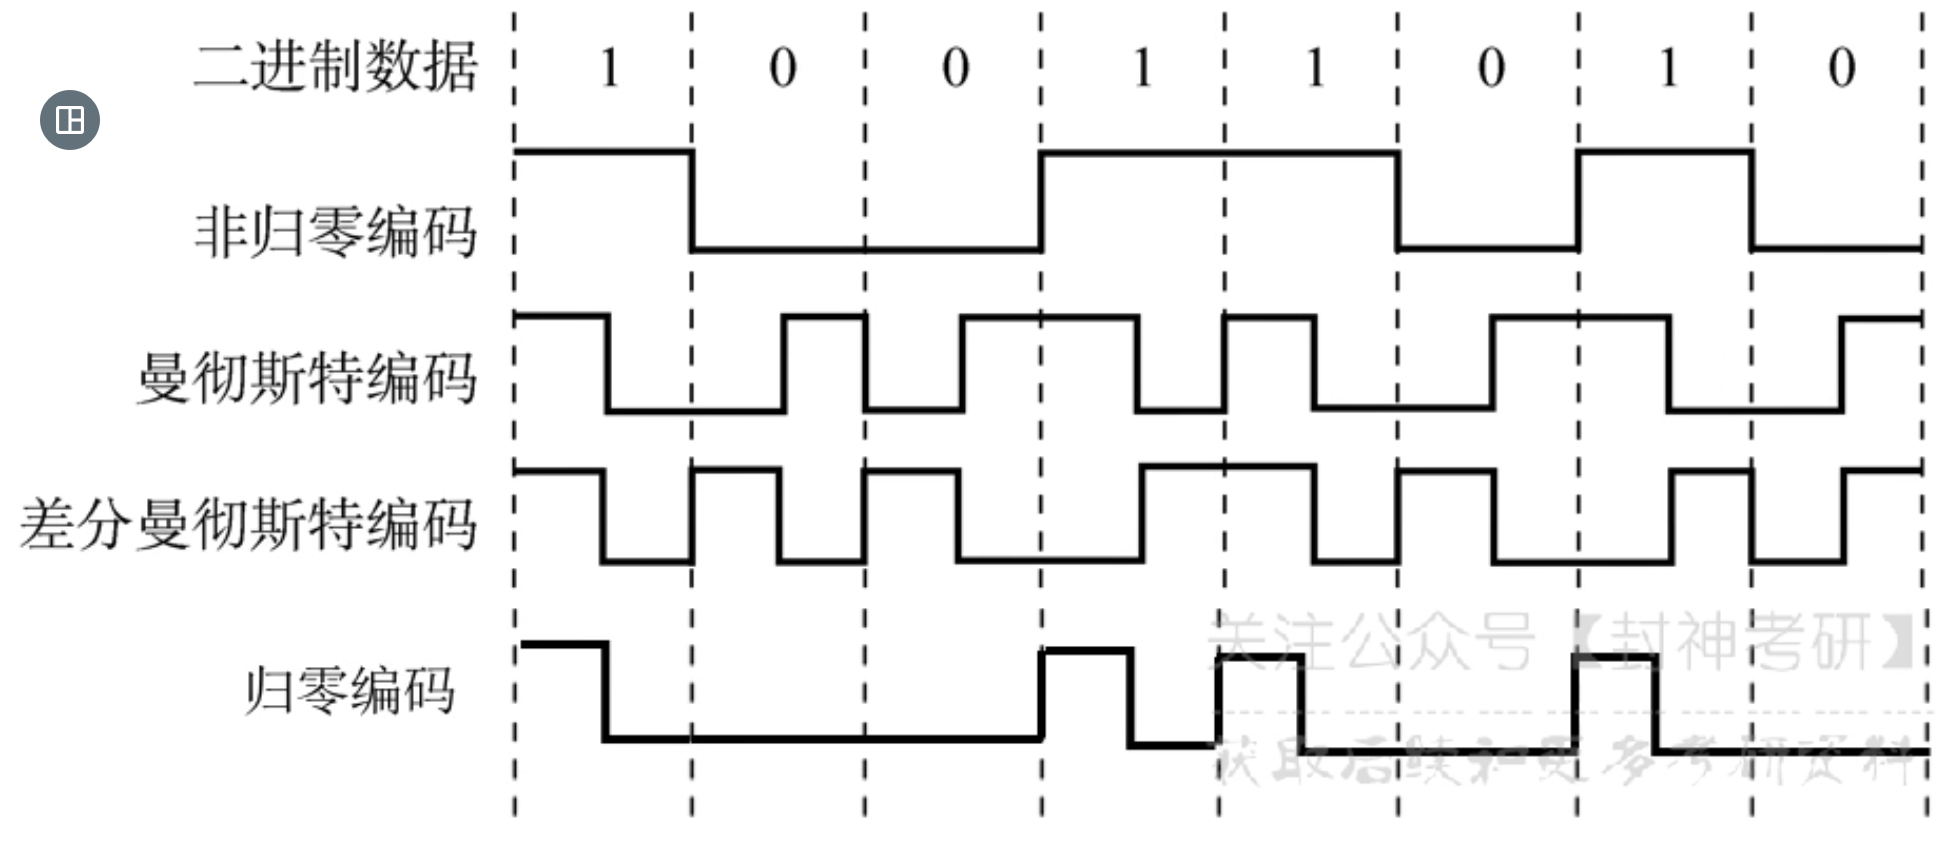 二进制数据 1 0 0 1 1 0 1 0
非归零编码
曼彻斯特编码
差分曼彻斯特编码
关注公众号【封神考研】
归零编码
获取后续和更多考研资料